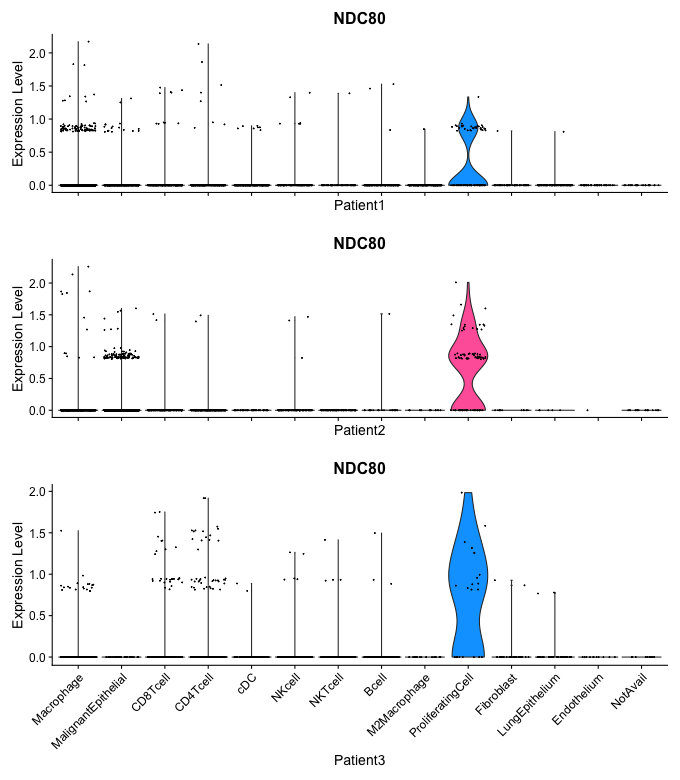 NDC80
Expression Level
2.0
1.5
1.0
0.5
0.0
Patient1
NDC80
Expression Level
2.0
1.5
1.0
0.5
0.0
Patient2
NDC80
Expression Level
2.0
1.5
1.0
0.5
0.0
Macrophage
MalignantEpithelial
CD8Tcell
CD4Tcell
cDC
NKcell
NKTcell
Bcell
M2Macrophage
ProliferatingCell
Fibroblast
LungEpithelium
Endothelium
NotAvail
Patient3